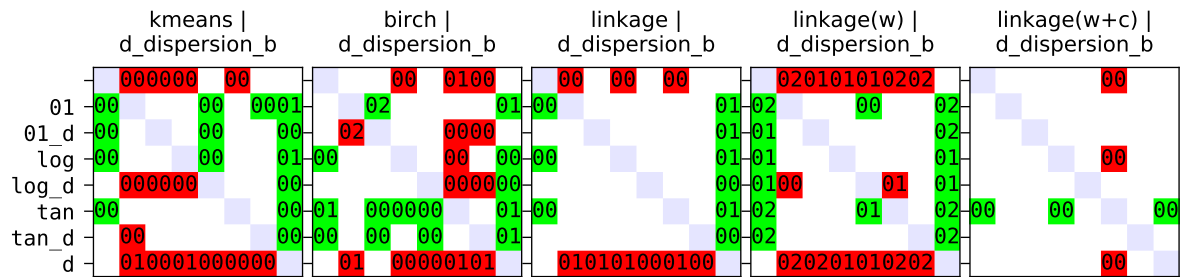 kmeans | birch | linkage | linkage(w) | linkage(w+c) |
d_dispersion_b d_dispersion_b d_dispersion_b d_dispersion_b d_dispersion_b
000000 00 00 0100 00 00 00 020101010202 00
01 00 00 0001 02 01 00 01 02 00 02
01_d 00 00 02 0000 01 01 02
log 00 00 01 00 00 00 00 01 01 01 00
log_d 000000 00 0000 00 00 01 00 01 01
tan 00 00 01 000000 01 00 01 02 01 02 00 00 00
tan_d 00 00 00 00 00 01 00 02 02
d 010001000000 01 00000101 010101000100 020201010202 00